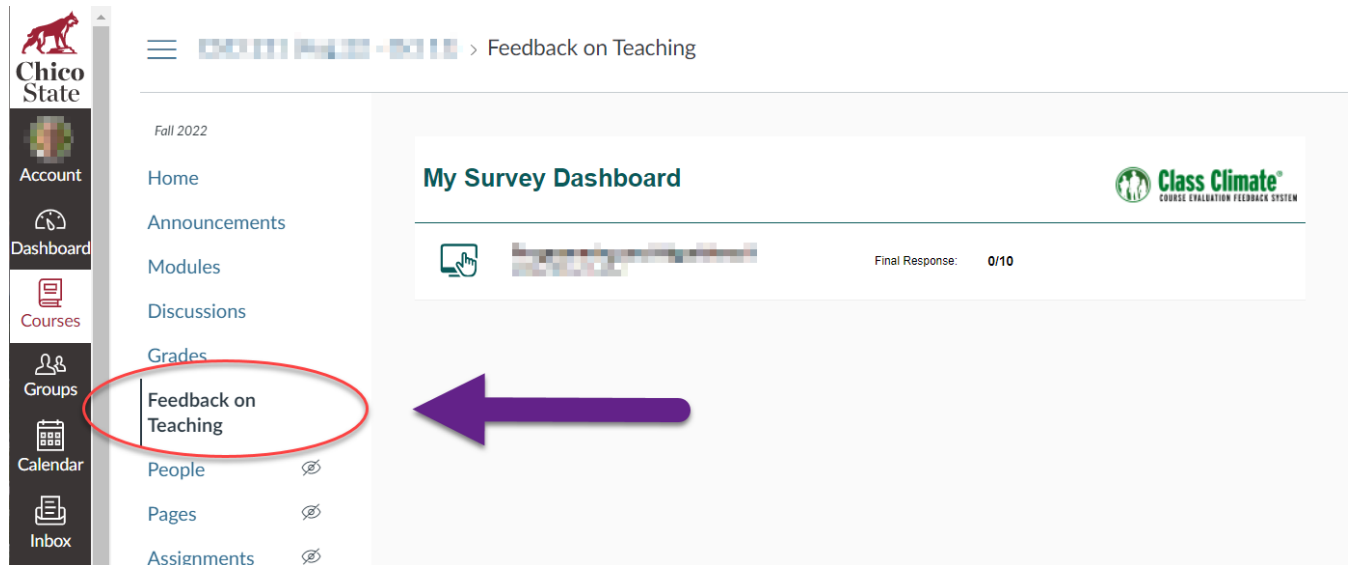 Chico
State
Account
Dashboard
Courses
Groups
Calendar
Inbox
> Feedback on Teaching
Fall 2022
Home
Announcements
Modules
Discussions
Grades
Feedback on
Teaching
People
Pages
Assignments
My Survey Dashboard
Class Climate®
COURSE EVALUATION FEEDBACK SYSTEM
Final Response: 0/10